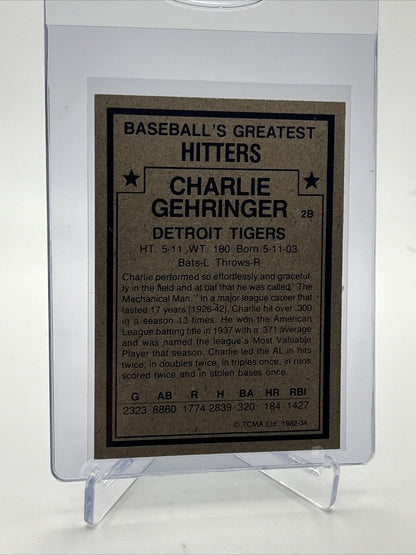 BASEBALL'S GREATEST
HITTERS
CHARLIE
GEHRINGER 2B
DETROIT TIGERS
HT. 5-11 WT. 180 Born 5-11-03
Bats-L Throws-R
Charlie performed so effortlessly and graceful-
ly in the field and at bat that he was called "The
Mechanical Man." In a major league career that
lasted 17 years (1926-42), Charlie hit over .300
in a season 13 times. He won the American
League batting title in 1937 with a .371 average
and was named the league's Most Valuable
Player that season. Charlie led the AL in hits
twice, in doubles twice, in triples once, in runs
scored twice and in stolen bases once.
G AB R H BA HR RBI
2323 8860 1774 2839 .320 184 1427
© TCMA Ltd. 1982-34